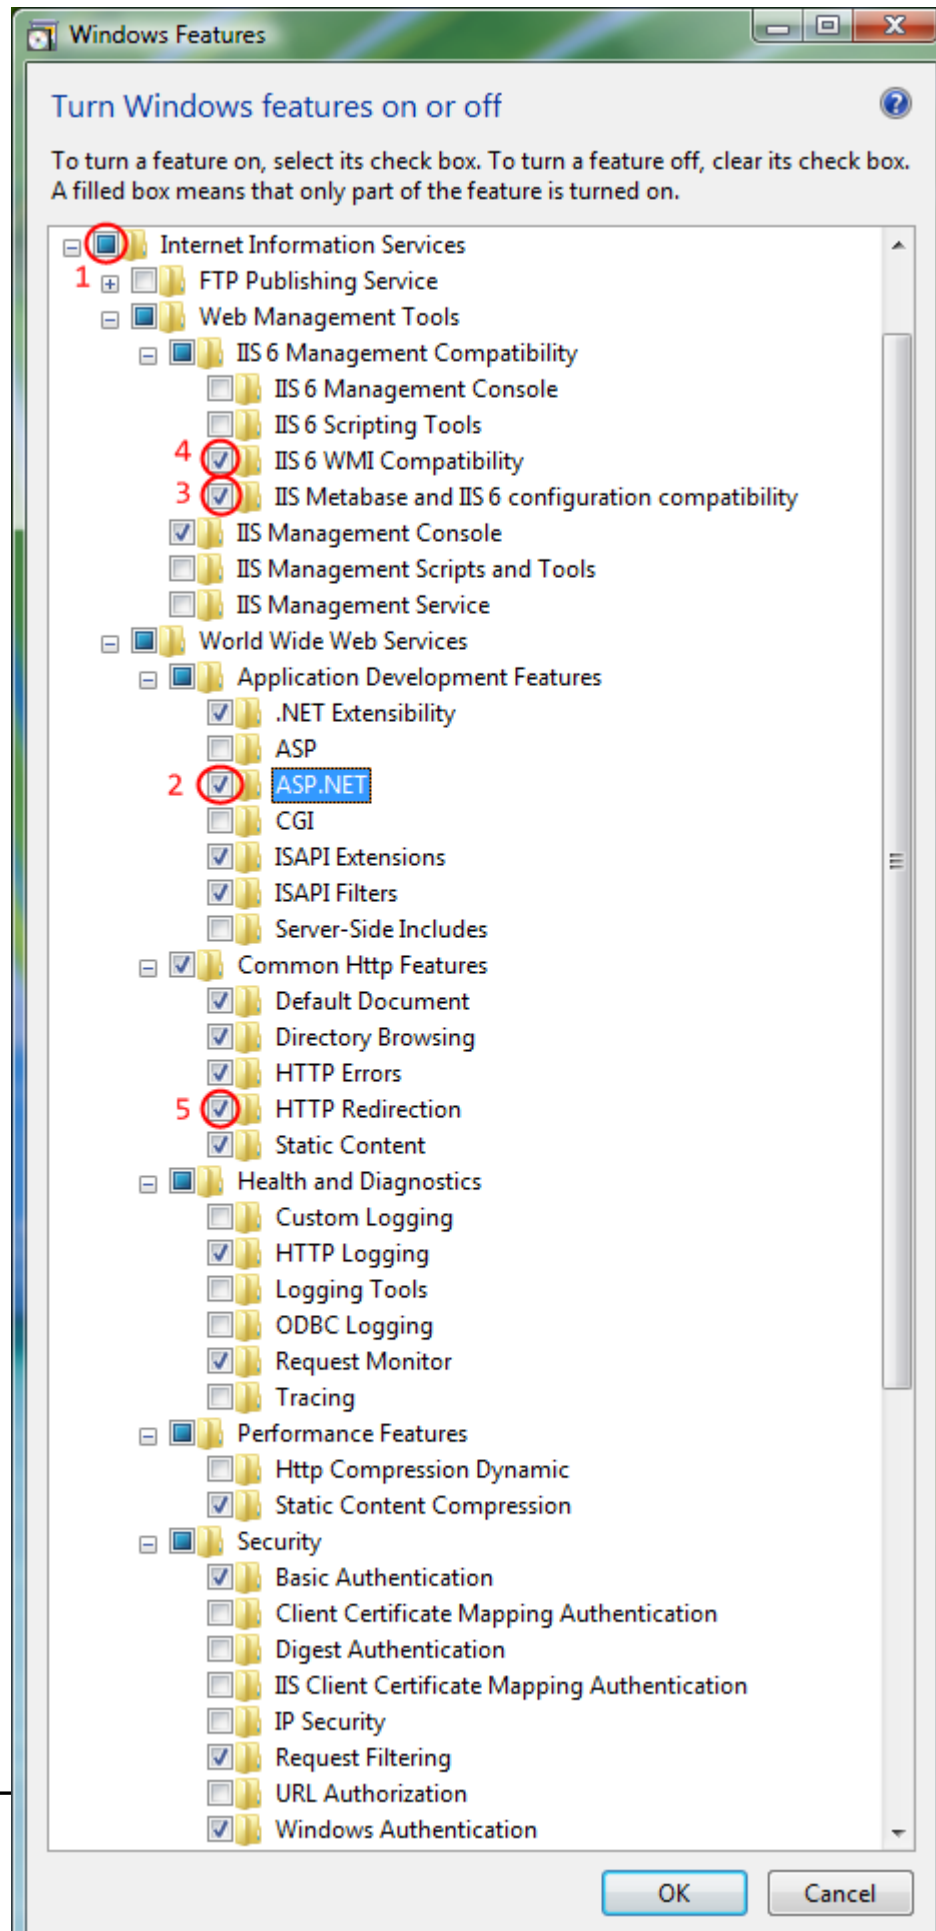 Windows Features
Turn Windows features on or off
To turn a feature on, select its check box. To turn a feature off, clear its check box.
A filled box means that only part of the feature is turned on.
Internet Information Services
1 FTP Publishing Service
Web Management Tools
IIS 6 Management Compatibility
IIS 6 Management Console
IIS 6 Scripting Tools
4 IIS 6 WMI Compatibility
3 IIS Metabase and IIS 6 configuration compatibility
IIS Management Console
IIS Management Scripts and Tools
IIS Management Service
World Wide Web Services
Application Development Features
.NET Extensibility
ASP
2 ASP.NET
CGI
ISAPI Extensions
ISAPI Filters
Server-Side Includes
Common Http Features
Default Document
Directory Browsing
HTTP Errors
5 HTTP Redirection
Static Content
Health and Diagnostics
Custom Logging
HTTP Logging
Logging Tools
ODBC Logging
Request Monitor
Tracing
Performance Features
Http Compression Dynamic
Static Content Compression
Security
Basic Authentication
Client Certificate Mapping Authentication
Digest Authentication
IIS Client Certificate Mapping Authentication
IP Security
Request Filtering
URL Authorization
Windows Authentication
OK Cancel